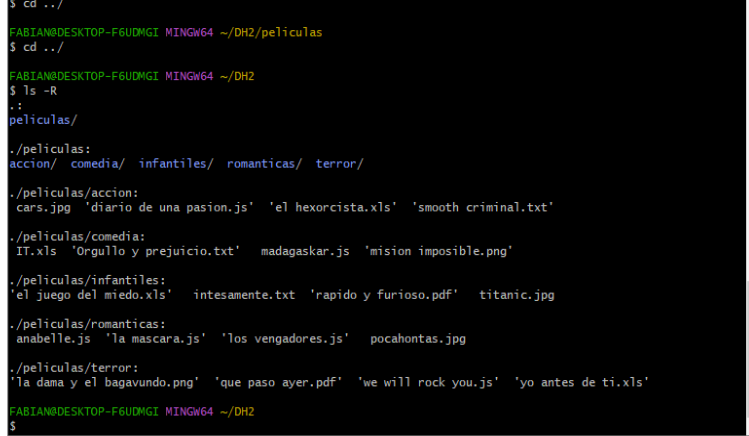 $ cd ../
FABIAN@DESKTOP-F6UDMGI MINGW64 ~/DH2/peliculas
$ cd ../
FABIAN@DESKTOP-F6UDMGI MINGW64 ~/DH2
$ ls -R
.:
peliculas/
./peliculas:
accion/  comedia/  infantiles/  romanticas/  terror/
./peliculas/accion:
 cars.jpg  'diario de una pasion.js'  'el hexorcista.xls'  'smooth criminal.txt'
./peliculas/comedia:
 IT.xls  'Orgullo y prejuicio.txt'   madagaskar.js  'mision imposible.png'
./peliculas/infantiles:
'el juego del miedo.xls'   intesamente.txt  'rapido y furioso.pdf'   titanic.jpg
./peliculas/romanticas:
 anabelle.js  'la mascara.js'  'los vengadores.js'   pocahontas.jpg
./peliculas/terror:
'la dama y el bagavundo.png'  'que paso ayer.pdf'  'we will rock you.js'  'yo antes de ti.xls'
FABIAN@DESKTOP-F6UDMGI MINGW64 ~/DH2
$